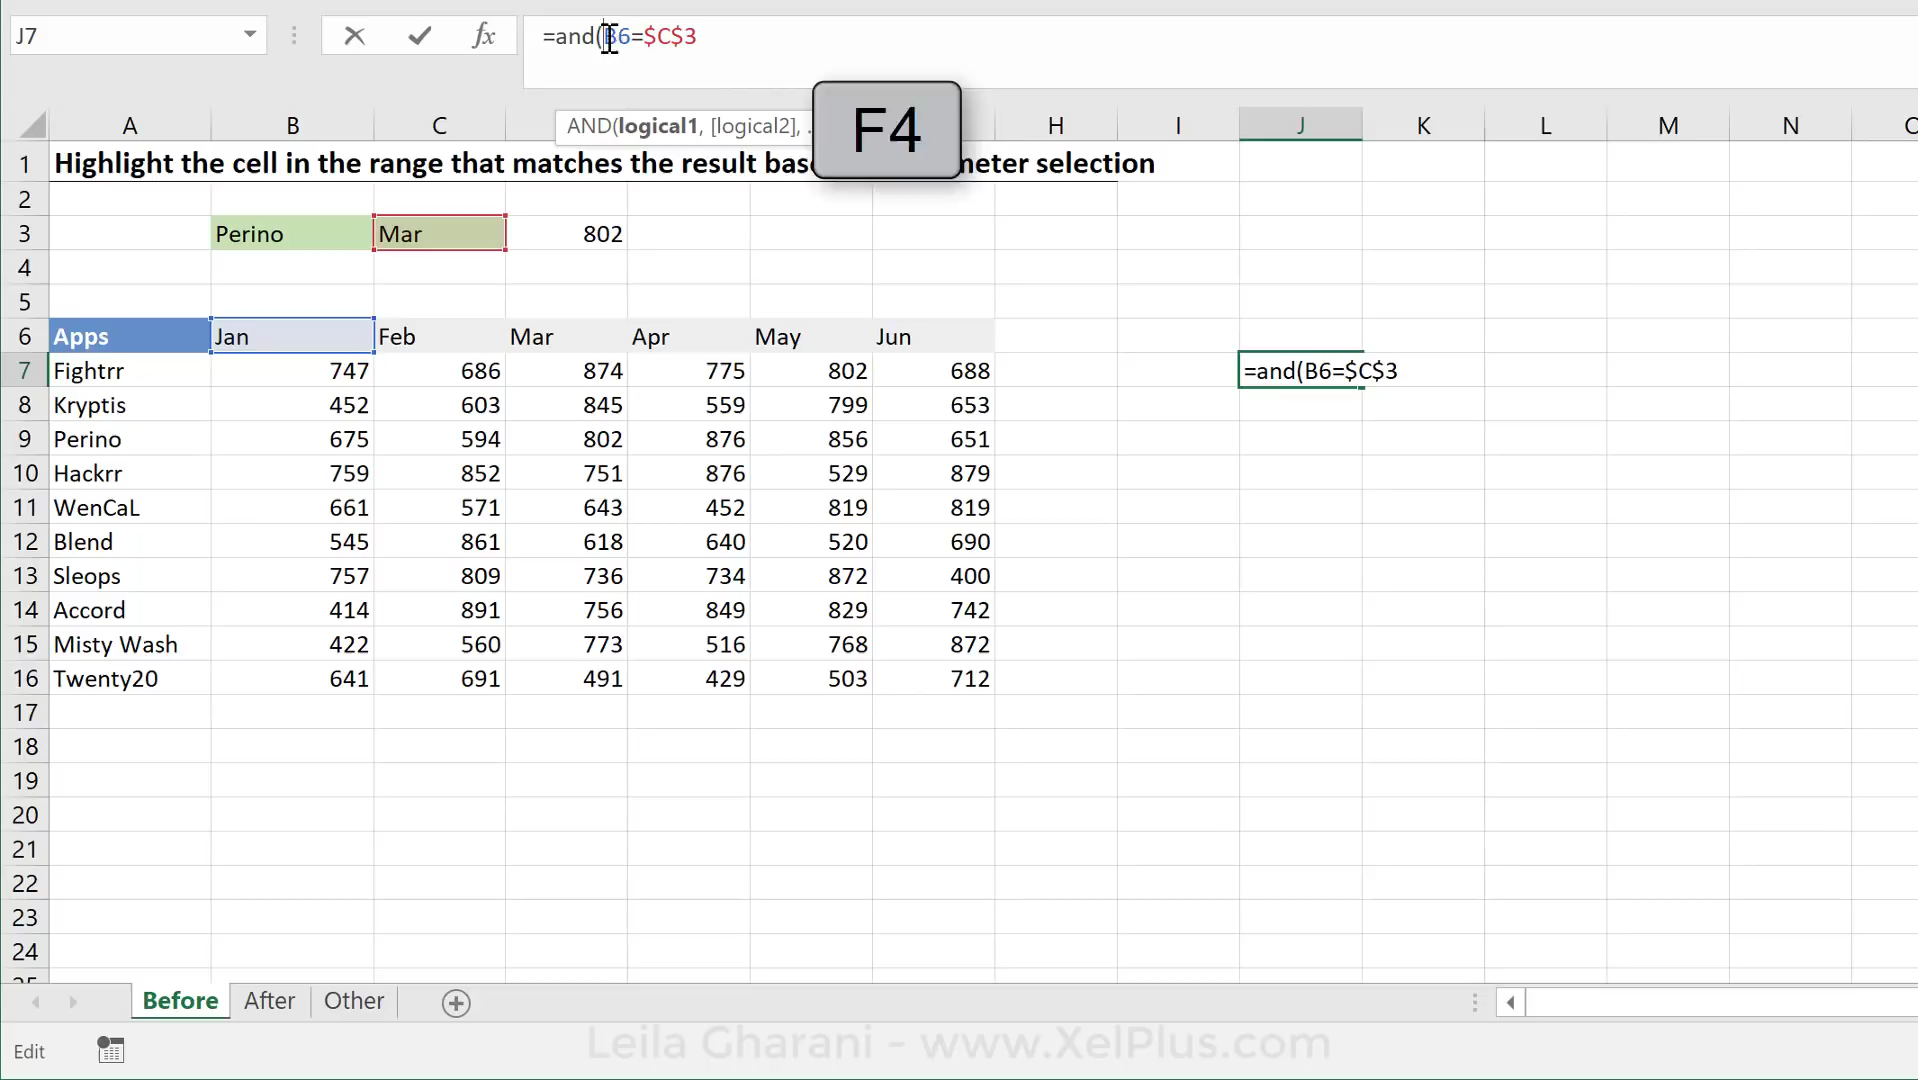 J7
fx
=and(B6=$C$3
AND(logical1, [logical2], .
F4
A B C H I J K L M N
1 Highlight the cell in the range that matches the result bas meter selection
2
3 Perino Mar 802
4
5
6 Apps Jan Feb Mar Apr May Jun
7 Fightrr 747 686 874 775 802 688 =and(B6=$C$3
8 Kryptis 452 603 845 559 799 653
9 Perino 675 594 802 876 856 651
10 Hackrr 759 852 751 876 529 879
11 WenCaL 661 571 643 452 819 819
12 Blend 545 861 618 640 520 690
13 Sleops 757 809 736 734 872 400
14 Accord 414 891 756 849 829 742
15 Misty Wash 422 560 773 516 768 872
16 Twenty20 641 691 491 429 503 712
17
18
19
20
21
22
23
24
Before After Other
Edit
Leila Gharani - www.XelPlus.com